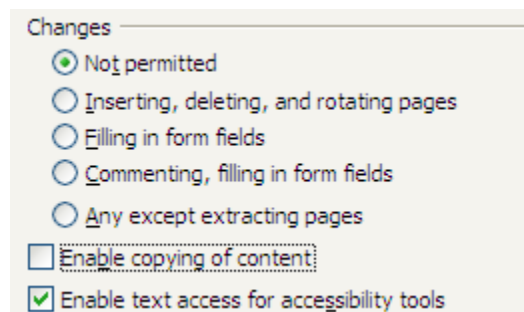 Changes
Not permitted
Inserting, deleting, and rotating pages
Filling in form fields
Commenting, filling in form fields
Any except extracting pages
Enable copying of content
Enable text access for accessibility tools